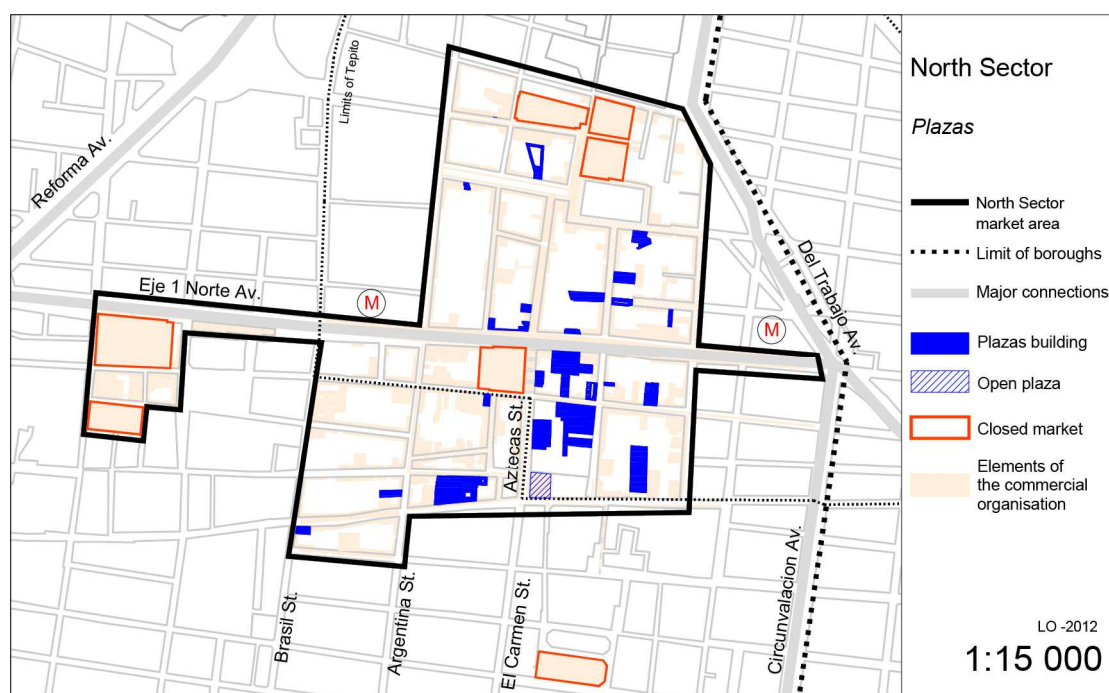 North Sector
Plazas
North Sector
market area
Limit of boroughs
Major connections
Plazas building
Open plaza
Closed market
Elements of
the commercial
organisation
LO -2012
1:15 000
Reforma Av.
Limits of Tepito
Eje 1 Norte Av.
M
M
Del Trabajo Av.
Aztecas St.
Brasil St.
Argentina St.
El Carmen St.
Circunvalacion Av.